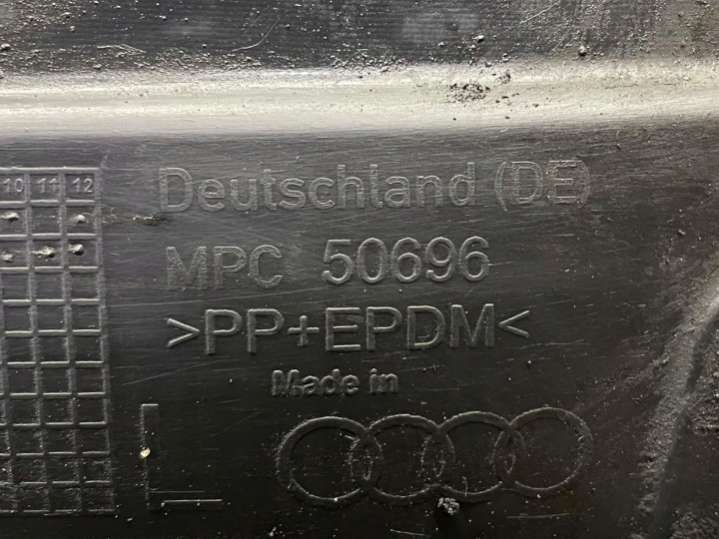 10 11 12
Deutschland (DE)
MPC 50696
>PP+EPDM<
Made in
L